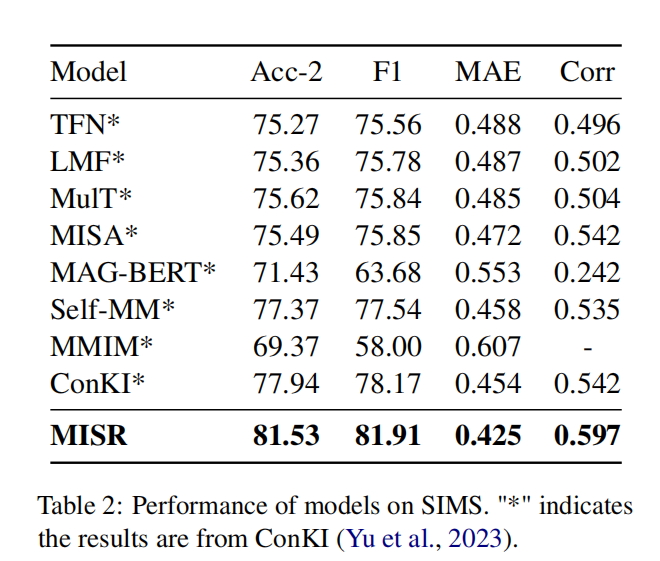 Model Acc-2 F1 MAE Corr
TFN* 75.27 75.56 0.488 0.496
LMF* 75.36 75.78 0.487 0.502
MulT* 75.62 75.84 0.485 0.504
MISA* 75.49 75.85 0.472 0.542
MAG-BERT* 71.43 63.68 0.553 0.242
Self-MM* 77.37 77.54 0.458 0.535
MMIM* 69.37 58.00 0.607 -
ConKI* 77.94 78.17 0.454 0.542
MISR 81.53 81.91 0.425 0.597
Table 2: Performance of models on SIMS. "*" indicates
the results are from ConKI (Yu et al., 2023).